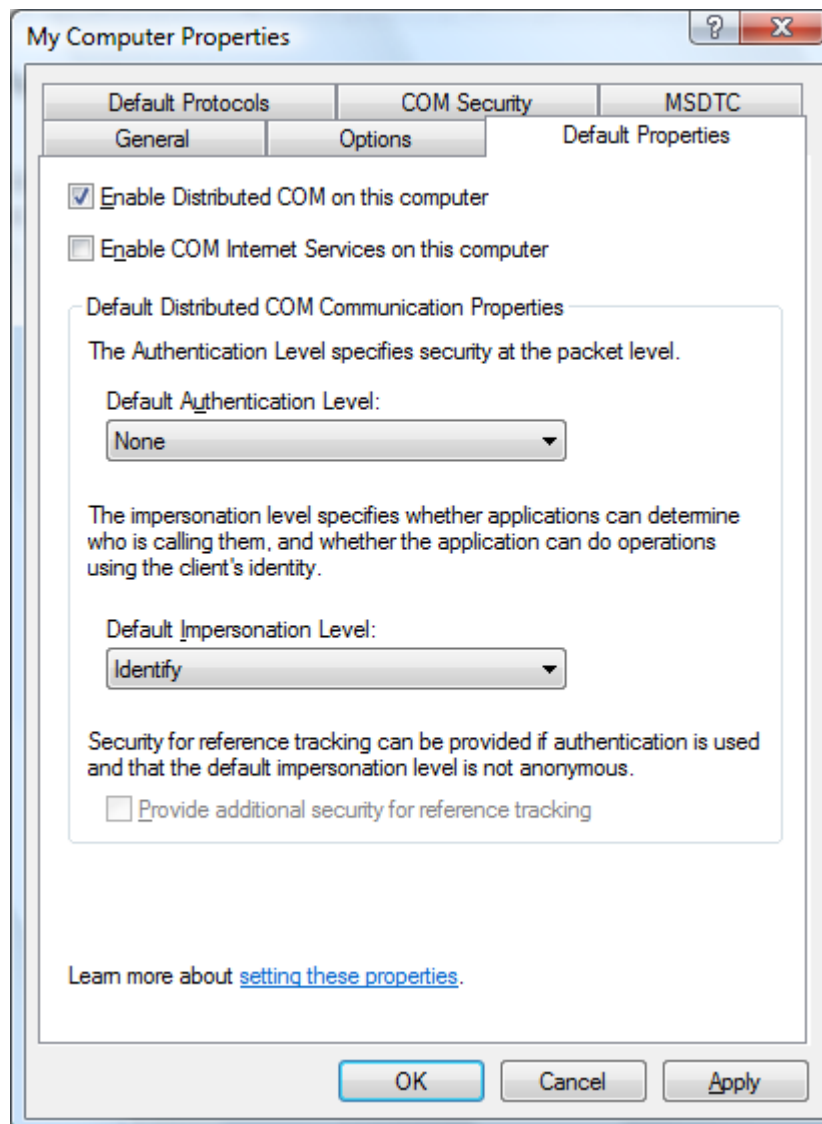 My Computer Properties
Default Protocols
COM Security
MSDTC
General
Options
Default Properties
Enable Distributed COM on this computer
Enable COM Internet Services on this computer
Default Distributed COM Communication Properties
The Authentication Level specifies security at the packet level.
Default Authentication Level:
None
The impersonation level specifies whether applications can determine
who is calling them, and whether the application can do operations
using the client's identity.
Default Impersonation Level:
Identify
Security for reference tracking can be provided if authentication is used
and that the default impersonation level is not anonymous.
Provide additional security for reference tracking
Learn more about setting these properties.
OK
Cancel
Apply